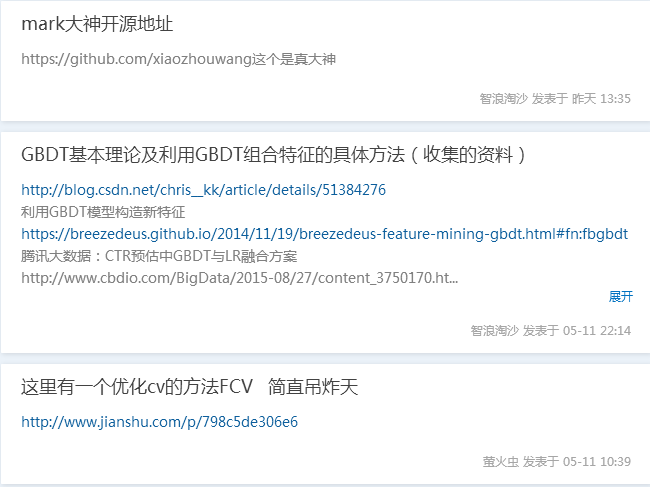 mark大神开源地址
https://github.com/xiaozhouwang这个是真大神
智浪淘沙 发表于 昨天 13:35
GBDT基本理论及利用GBDT组合特征的具体方法（收集的资料）
http://blog.csdn.net/chris__kk/article/details/51384276
利用GBDT模型构造新特征
https://breezedeus.github.io/2014/11/19/breezedeus-feature-mining-gbdt.html#fn:fbgbdt
腾讯大数据：CTR预估中GBDT与LR融合方案
http://www.cbdio.com/BigData/2015-08/27/content_3750170.ht...
展开
智浪淘沙 发表于 05-11 22:14
这里有一个优化cv的方法FCV 简直吊炸天
http://www.jianshu.com/p/798c5de306e6
萤火虫 发表于 05-11 10:39